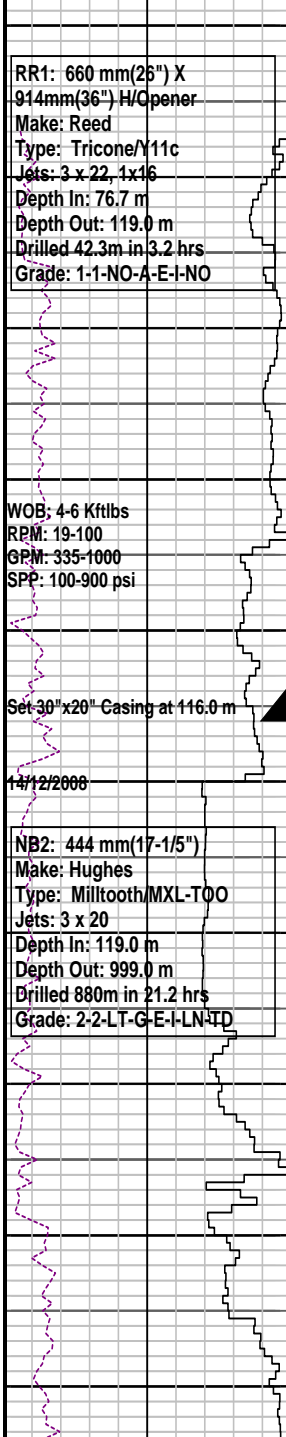 RR1: 660 mm(26") X
914mm(36") H/Opener
Make: Reed
Type: Tricone/Y11c
Jets: 3 x 22, 1x16
Depth In: 76.7 m
Depth Out: 119.0 m
Drilled 42.3m in 3.2 hrs
Grade: 1-1-NO-A-E-I-NO
WOB: 4-6 Kftlbs
RPM: 19-100
GPM: 335-1000
SPP: 100-900 psi
Set 30"x20" Casing at 116.0 m
14/12/2008
NB2: 444 mm(17-1/5")
Make: Hughes
Type: Milltooth/MXL-TOO
Jets: 3 x 20
Depth In: 119.0 m
Depth Out: 999.0 m
Drilled 880m in 21.2 hrs
Grade: 2-2-LT-G-E-I-LN-TD